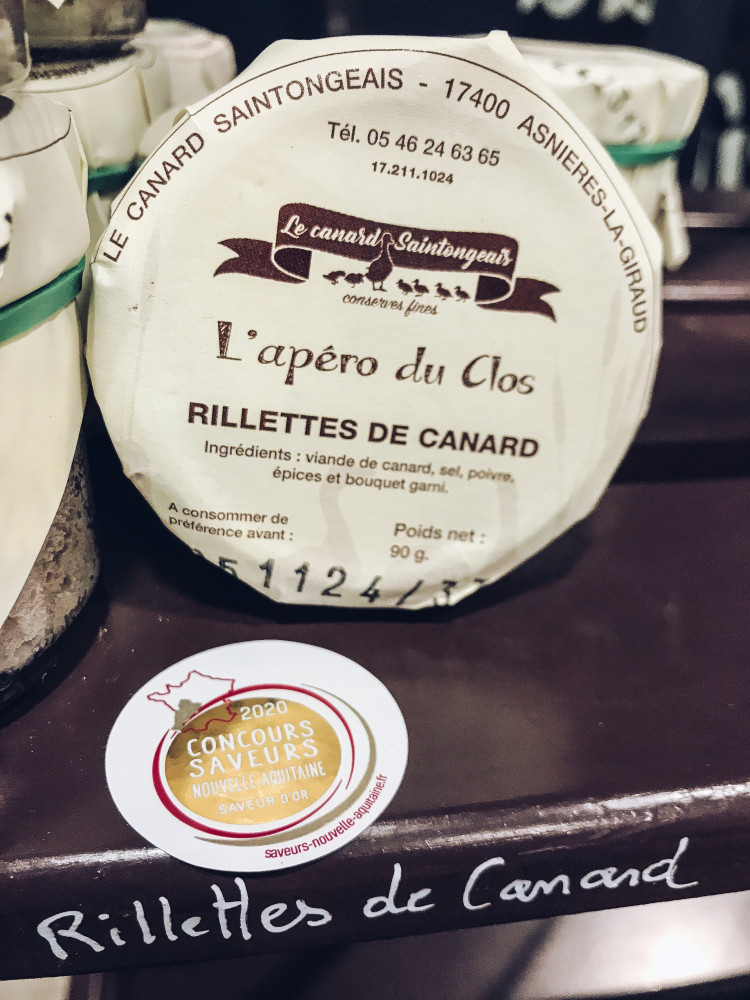 LE CANARD SAINTONGEAIS - 17400 ASNIERES-LA-GIRAUD
Tél. 05 46 24 63 65
17.211.1024
Le canard Saintongeais
conserves fines
L'apéro du Clos
RILLETTES DE CANARD
Ingrédients : viande de canard, sel, poivre,
épices et bouquet garni.
A consommer de
préférence avant :
Poids net :
90 g.
2020
CONCOURS
SAVEURS
NOUVELLE-AQUITAINE
SAVEUR D'OR
saveurs-nouvelle-aquitaine.fr
Rillettes de Canard